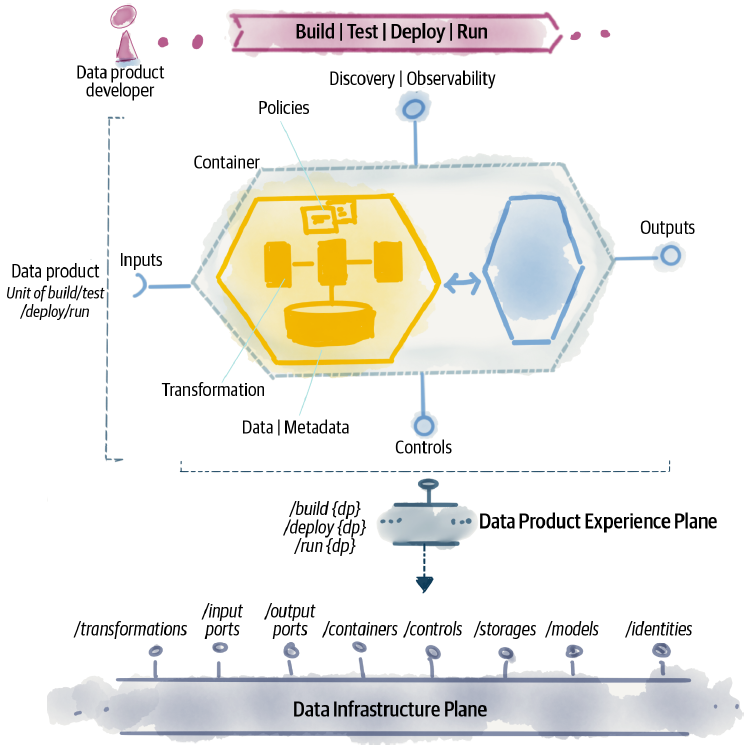 Build | Test | Deploy | Run
Data product
developer
Discovery | Observability
Policies
Container
Outputs
Inputs
Data product
Unit of build/test
/deploy/run
Transformation
Data | Metadata
Controls
/build {dp}
/deploy {dp}
/run {dp}
Data Product Experience Plane
/transformations
/input
ports
/output
ports
/containers
/controls
/storages
/models
/identities
Data Infrastructure Plane